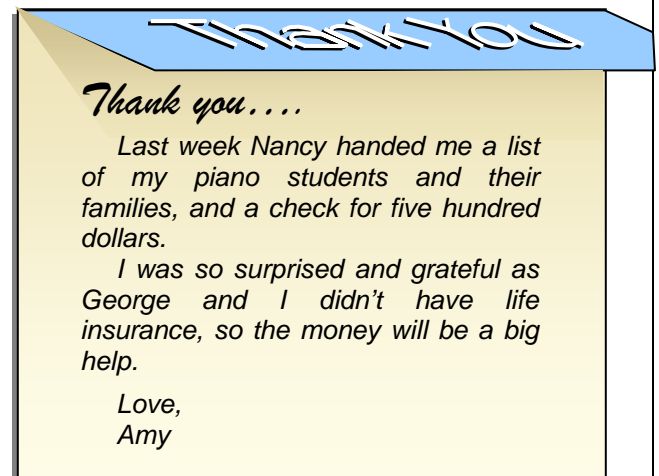 Thank You
Thank you....
Last week Nancy handed me a list
of my piano students and their
families, and a check for five hundred
dollars.
I was so surprised and grateful as
George and I didn't have life
insurance, so the money will be a big
help.
Love,
Amy